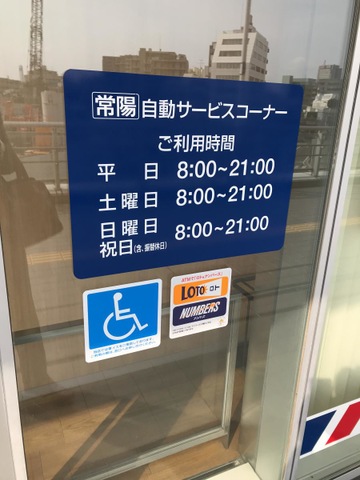 常陽 自動サービスコーナー
ご利用時間
平 日 8:00~21:00
土曜日 8:00~21:00
日曜日
祝日(含、振替休日) 8:00~21:00
LOTO ロト
NUMBERS